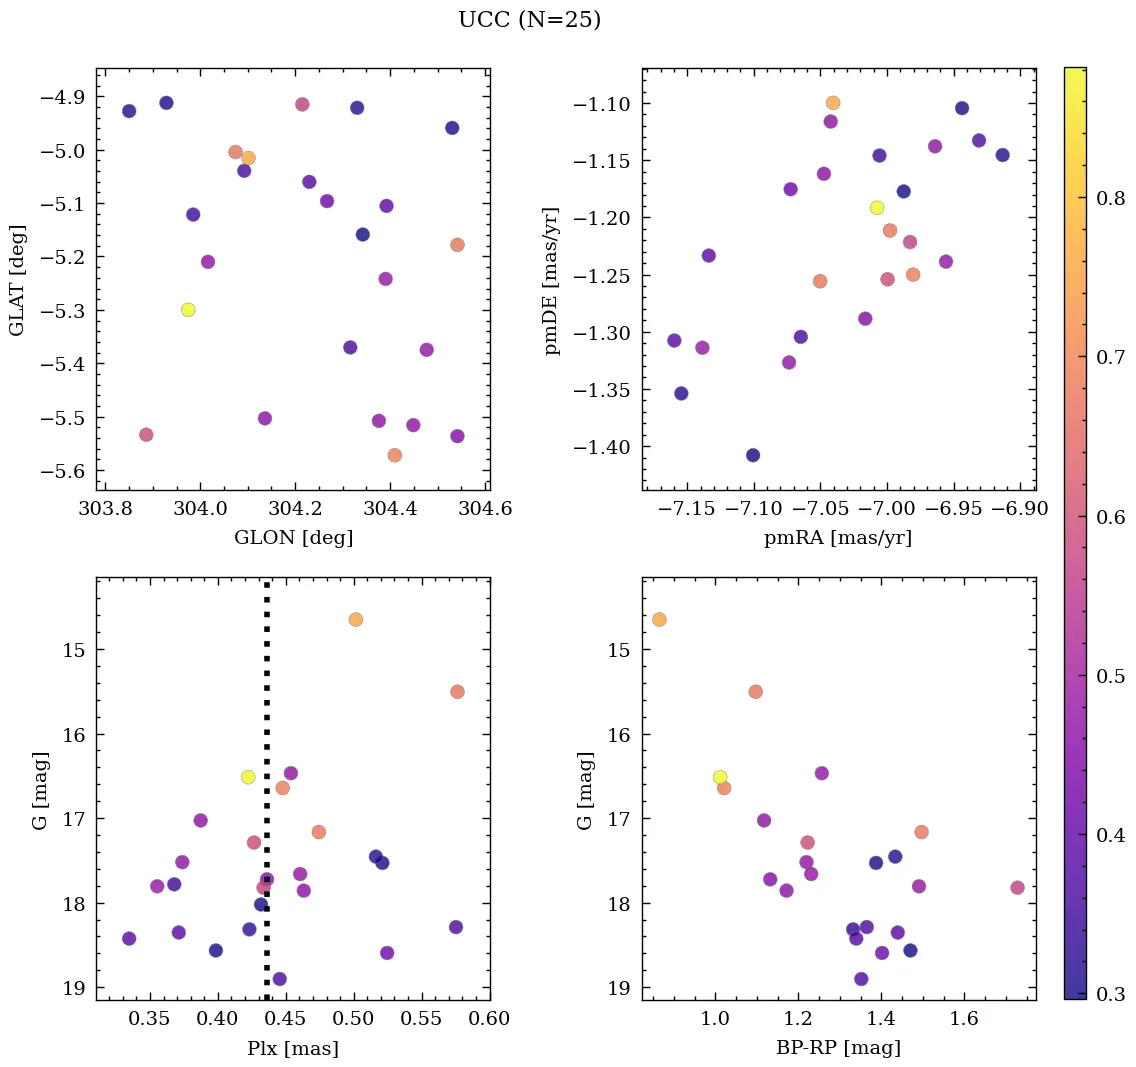 UCC (N=25)
−4.9
−5.0
−5.1
−5.2
−5.3
−5.4
−5.5
−5.6
GLAT [deg]
303.8 304.0 304.2 304.4 304.6
GLON [deg]
−1.10
−1.15
−1.20
−1.25
−1.30
−1.35
−1.40
pmDE [mas/yr]
−7.15 −7.10 −7.05 −7.00 −6.95 −6.90
pmRA [mas/yr]
15
16
17
18
19
G [mag]
0.35 0.40 0.45 0.50 0.55 0.60
Plx [mas]
15
16
17
18
19
G [mag]
1.0 1.2 1.4 1.6
BP-RP [mag]
0.8
0.7
0.6
0.5
0.4
0.3